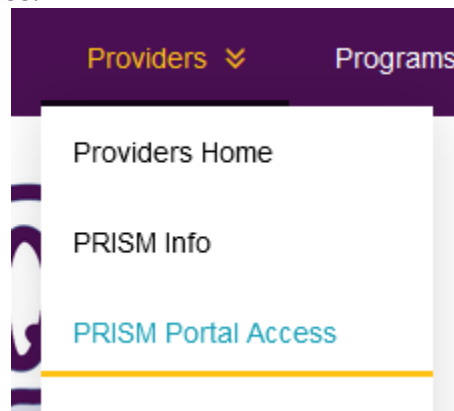 Providers
Programs
Providers Home
PRISM Info
PRISM Portal Access